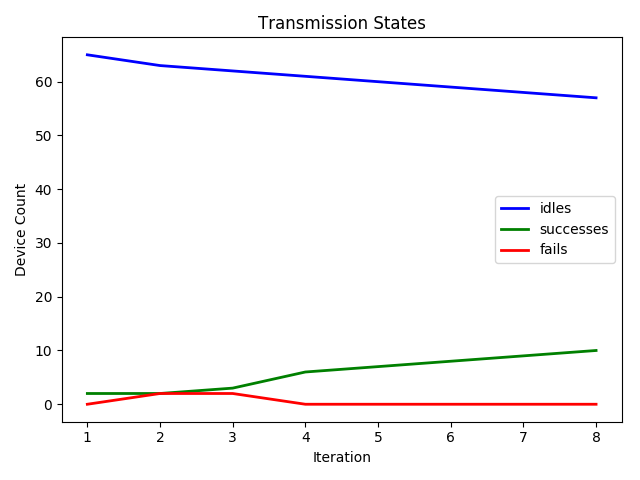 Transmission States
Device Count
60
50
40
30
20
10
0
idles
successes
fails
1 2 3 4 5 6 7 8
Iteration